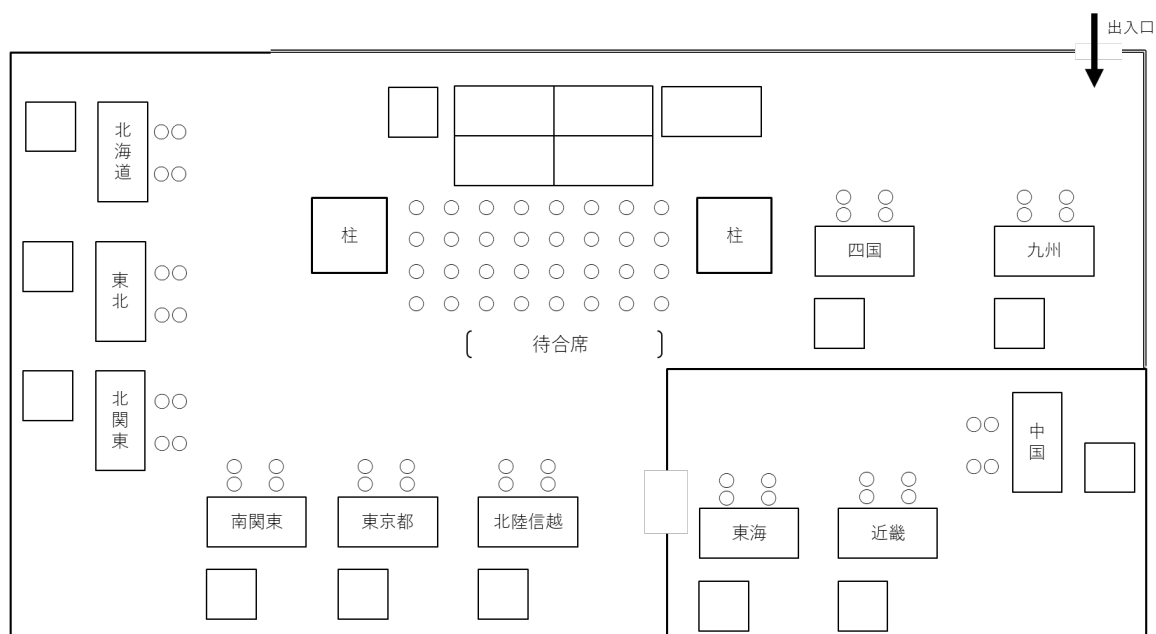 出入口
北海道
柱
柱
四国
九州
東北
待合席
北関東
中国
南関東
東京都
北陸信越
東海
近畿